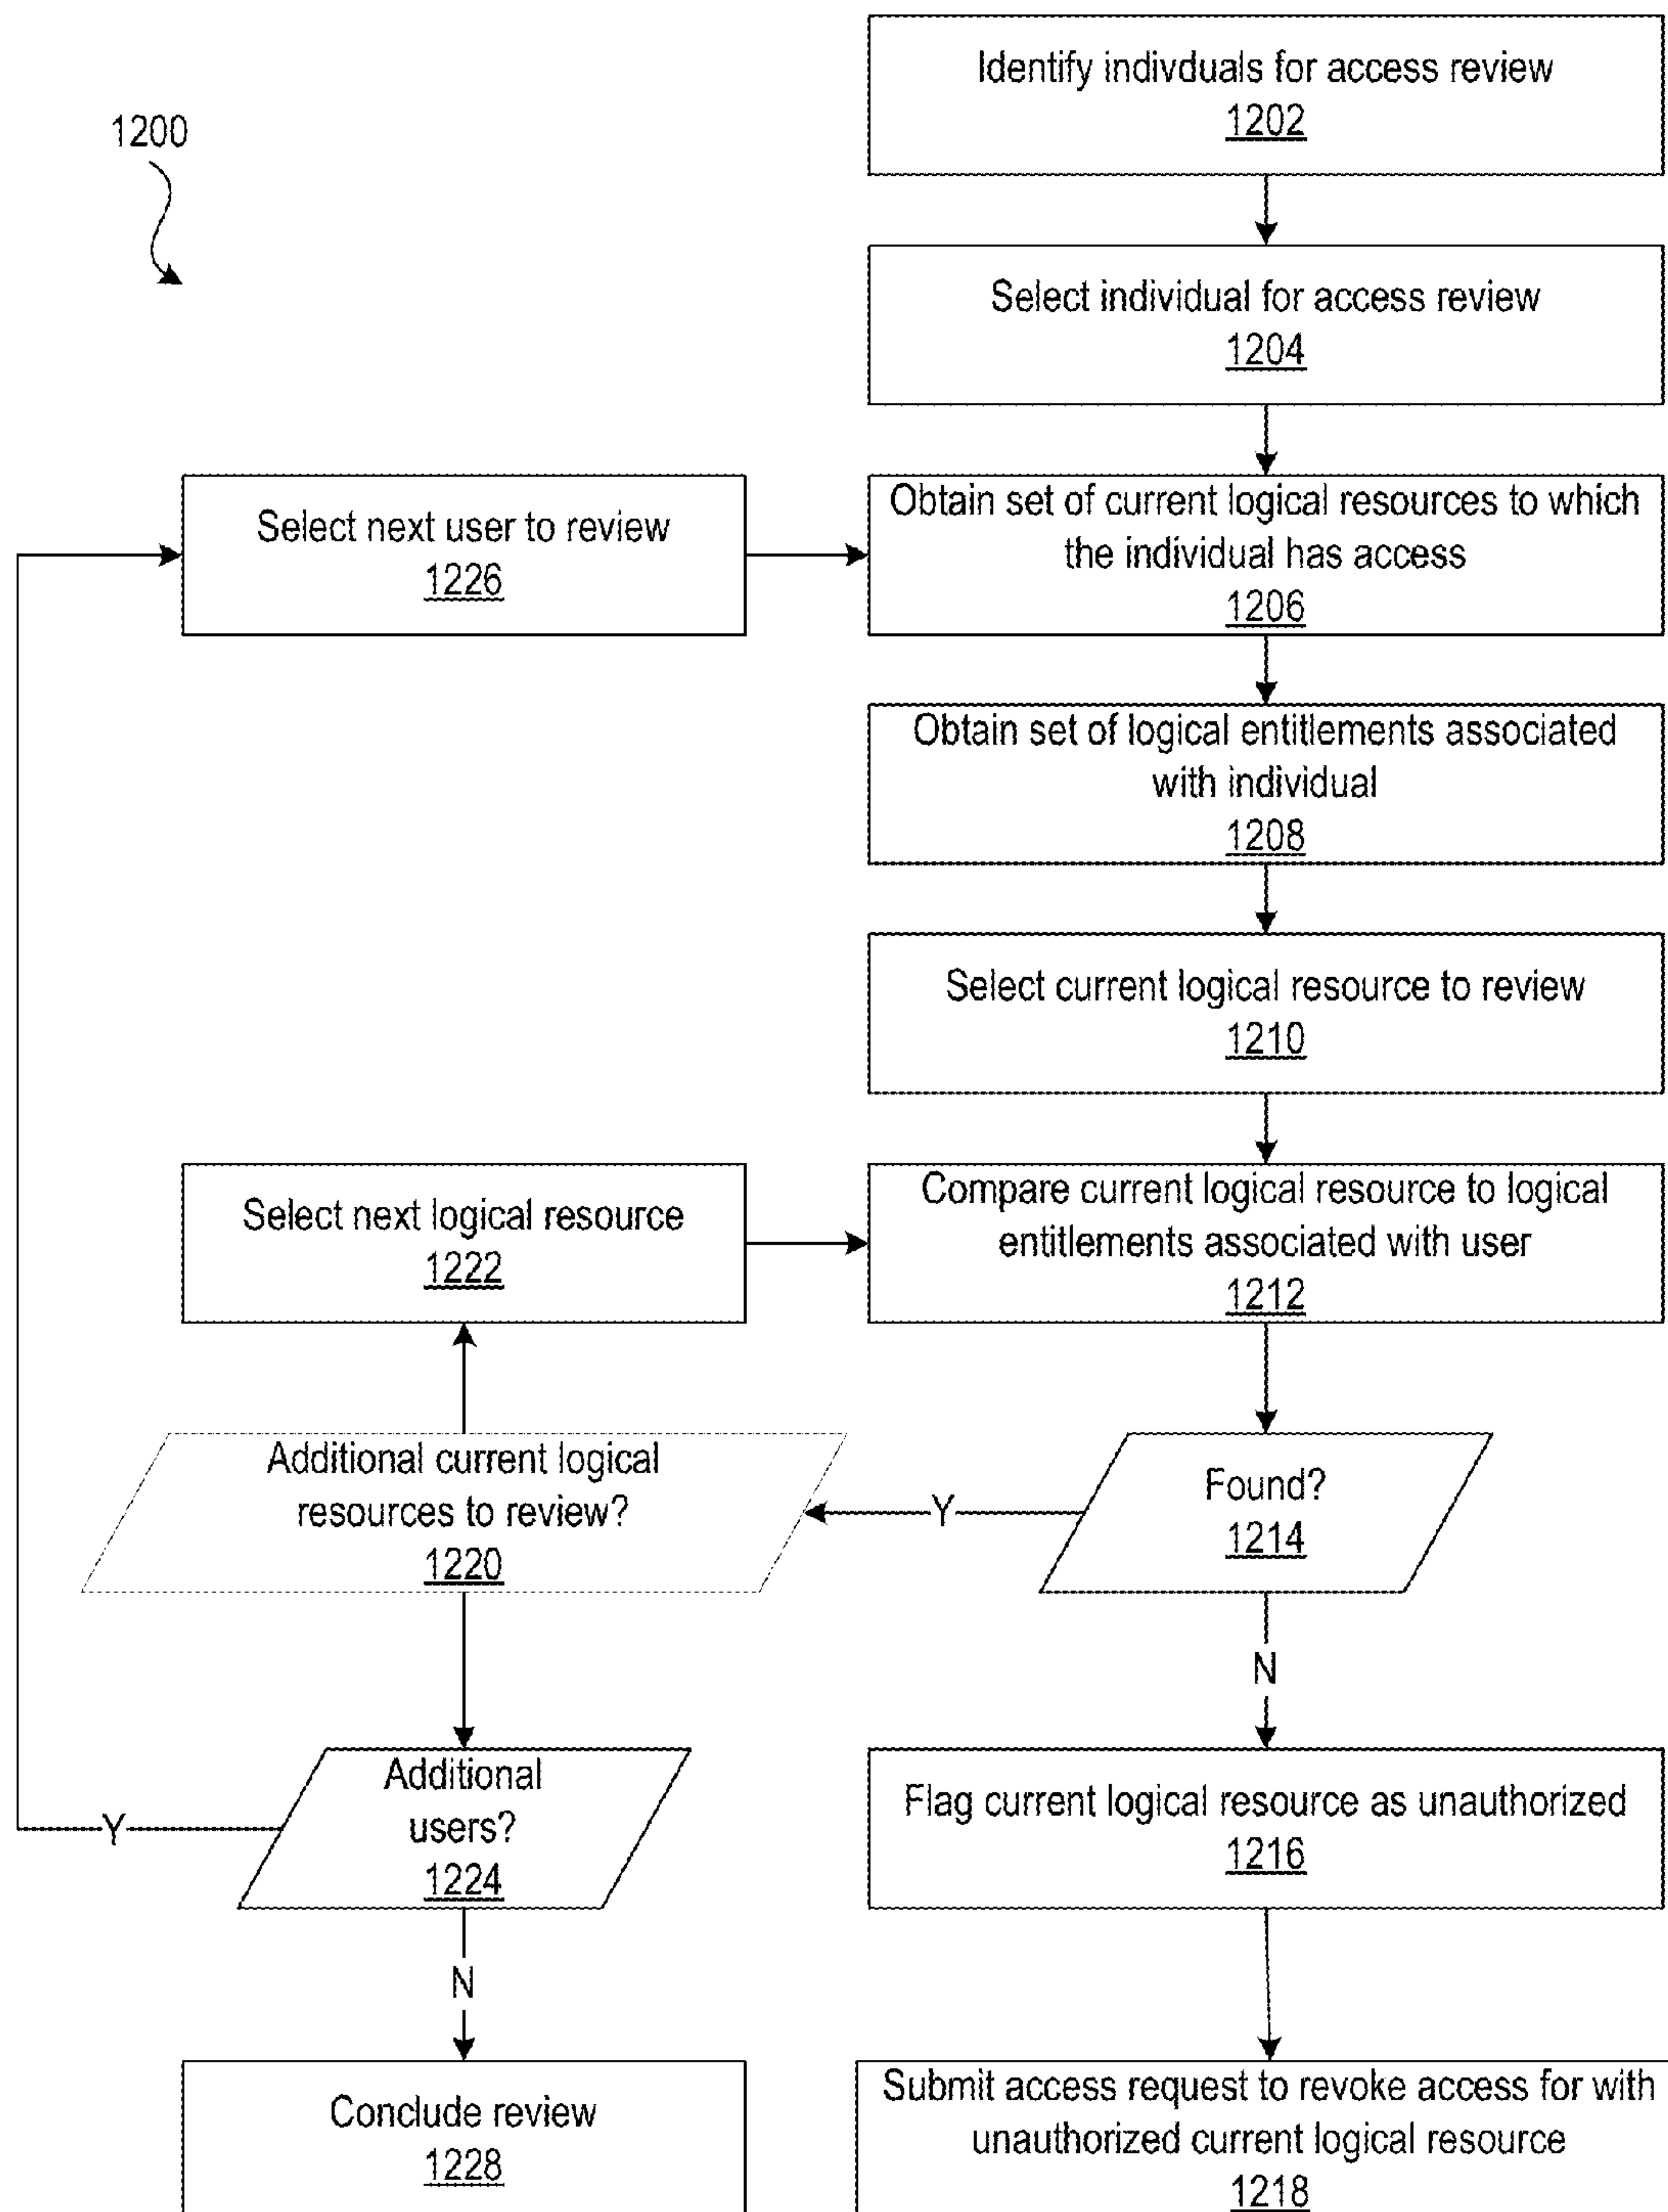 Identify indivduals for access review
1202
1200
Select individual for access review
1204
Select next user to review
1226
Obtain set of current logical resources to which
the individual has access
1206
Obtain set of logical entitlements associated
with individual
1208
Select current logical resource to review
1210
Select next logical resource
1222
Compare current logical resource to logical
entitlements associated with user
1212
Additional current logical
resources to review?
1220
Y
Found?
1214
N
Additional
users?
1224
Y
N
Flag current logical resource as unauthorized
1216
Conclude review
1228
Submit access request to revoke access for with
unauthorized current logical resource
1218